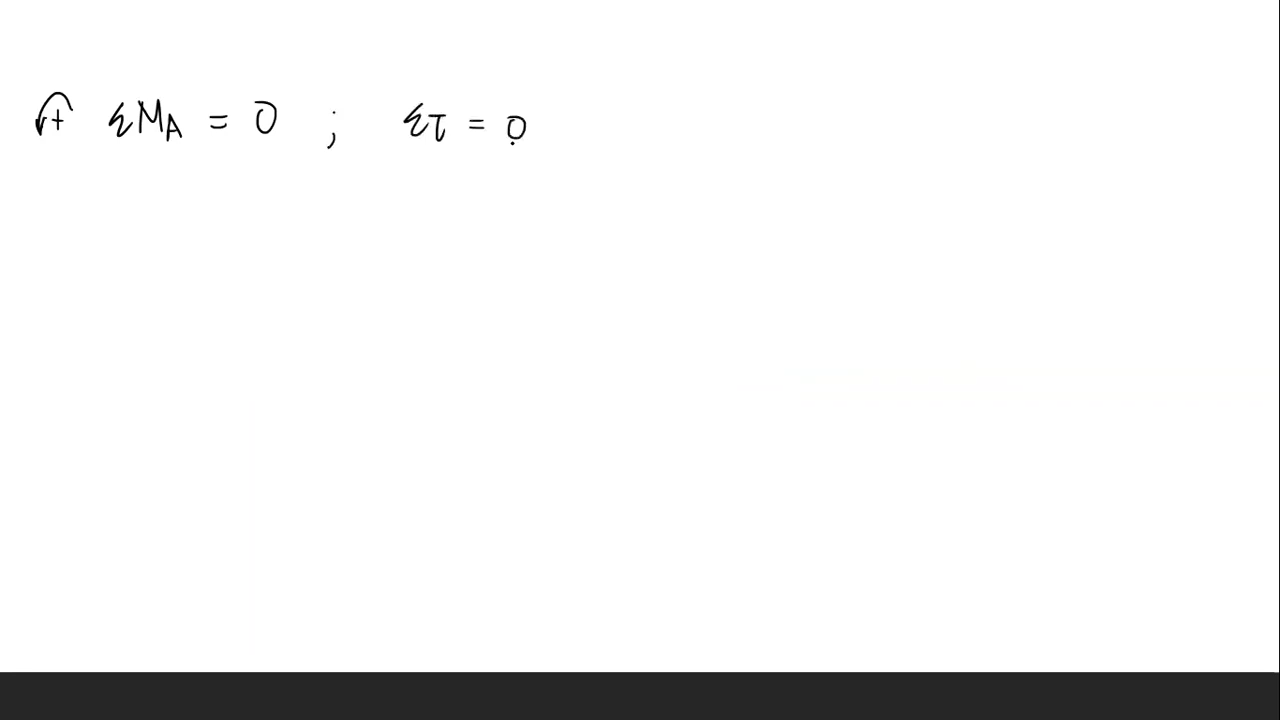 ↶+ ΣM_A = 0 ; Στ = 0